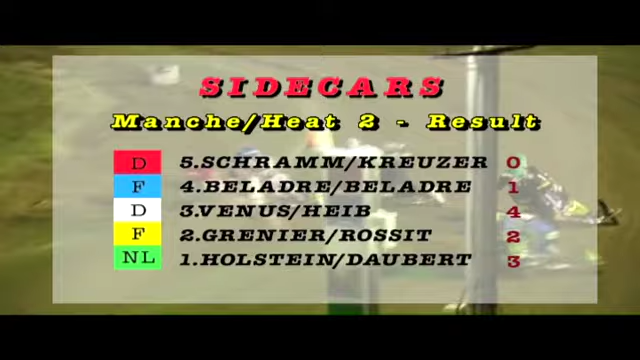 SIDECARS
Manche/Heat 2 - Result
D 5.SCHRAMM/KREUZER 0
F 4.BELADRE/BELADRE 1
D 3.VENUS/HEIB 4
F 2.GRENIER/ROSSIT 2
NL 1.HOLSTEIN/DAUBERT 3